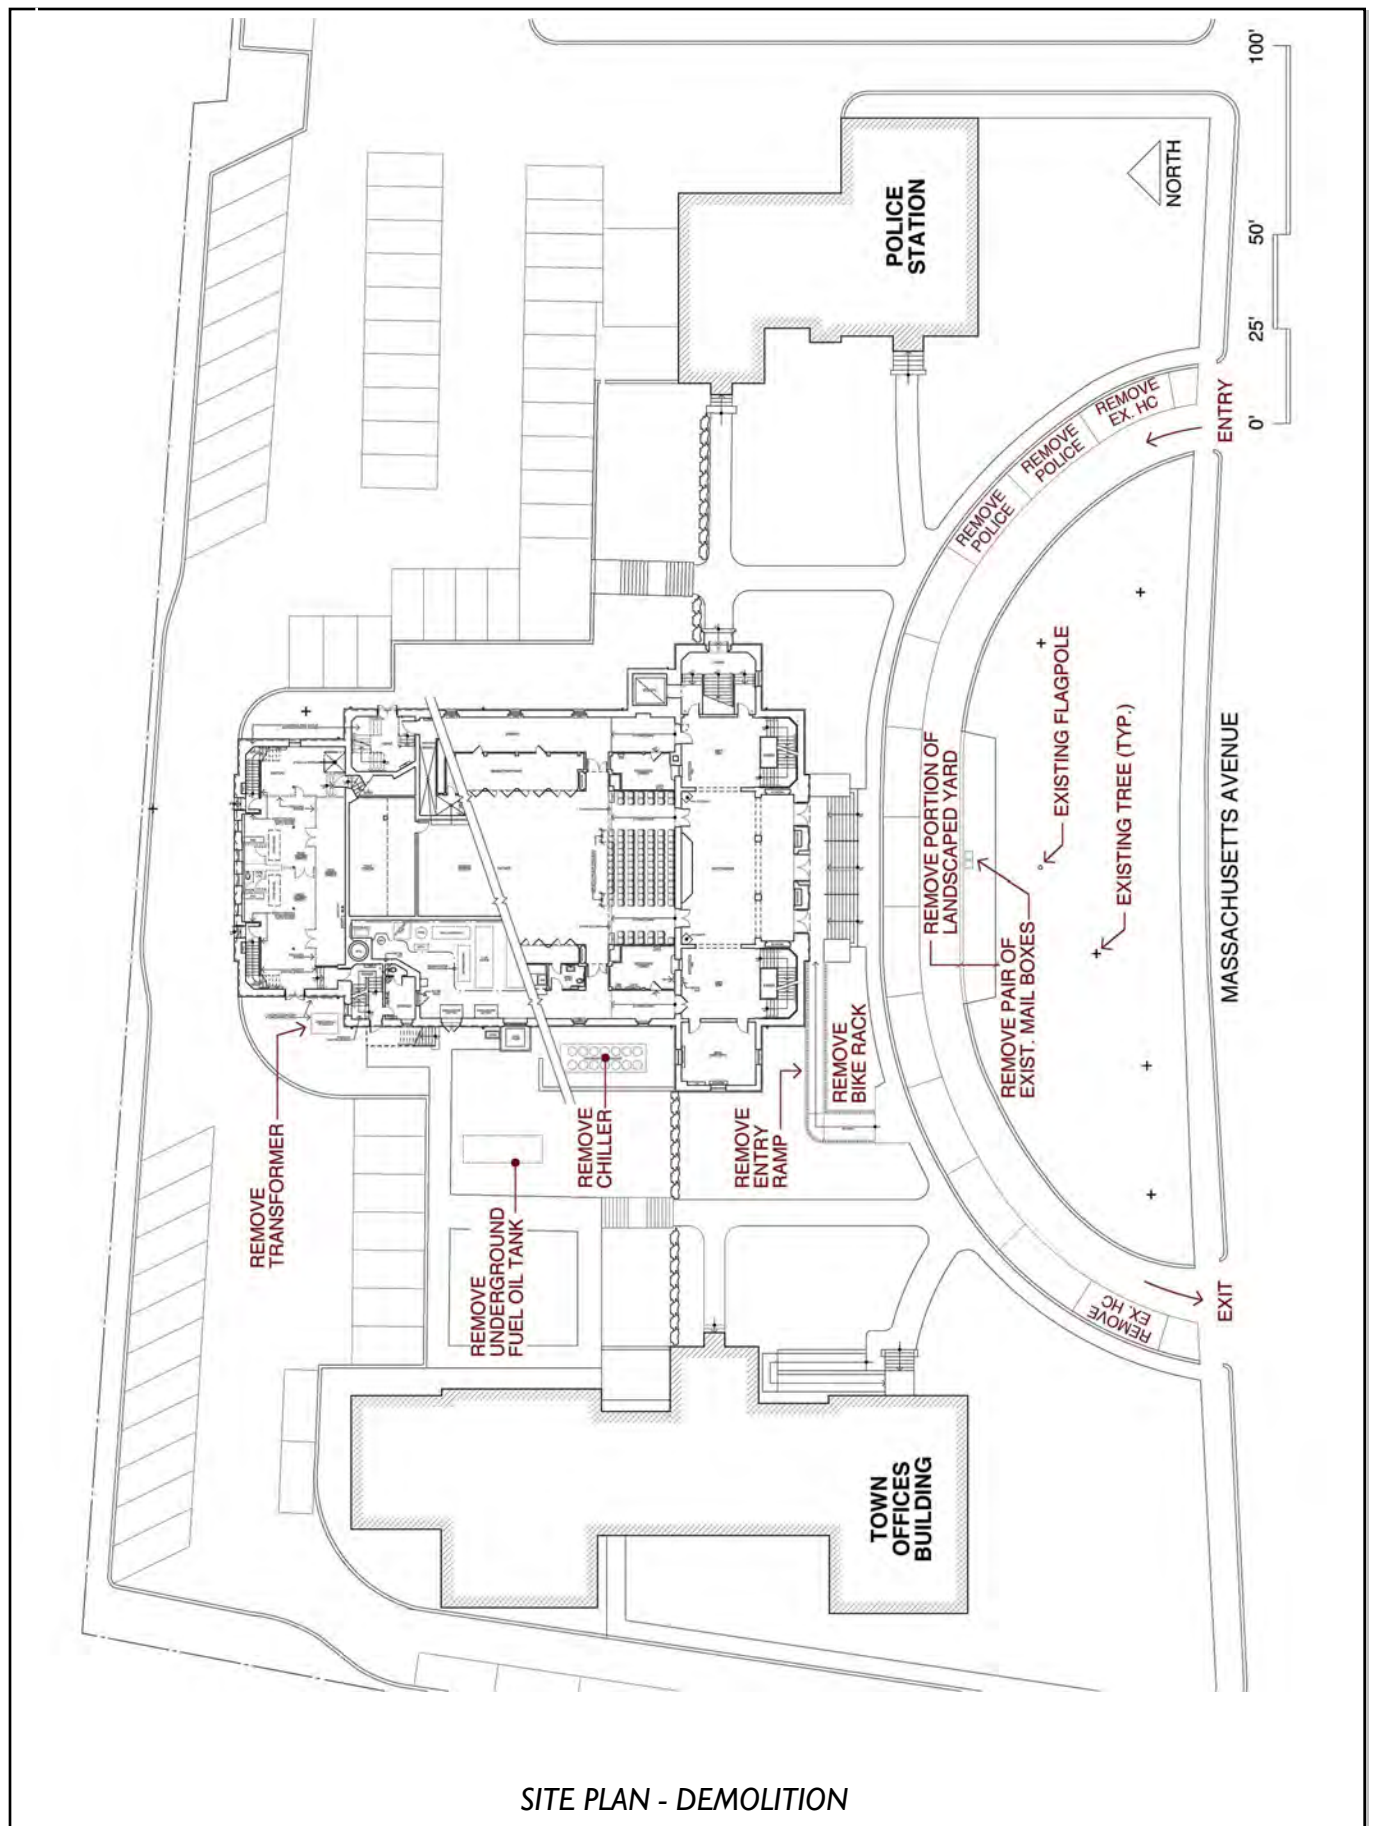 REMOVE
TRANSFORMER
REMOVE
UNDERGROUND
FUEL OIL TANK
REMOVE
CHILLER
REMOVE
ENTRY
RAMP
REMOVE
BIKE RACK
REMOVE PORTION OF
LANDSCAPED YARD
REMOVE PAIR OF
EXIST. MAIL BOXES
EXISTING FLAGPOLE
EXISTING TREE (TYP.)
REMOVE
POLICE
REMOVE
POLICE
REMOVE
EX. HC
REMOVE
EX. HC
ENTRY
EXIT
POLICE
STATION
TOWN
OFFICES
BUILDING
MASSACHUSETTS AVENUE
NORTH
0'
25'
50'
100'
SITE PLAN - DEMOLITION